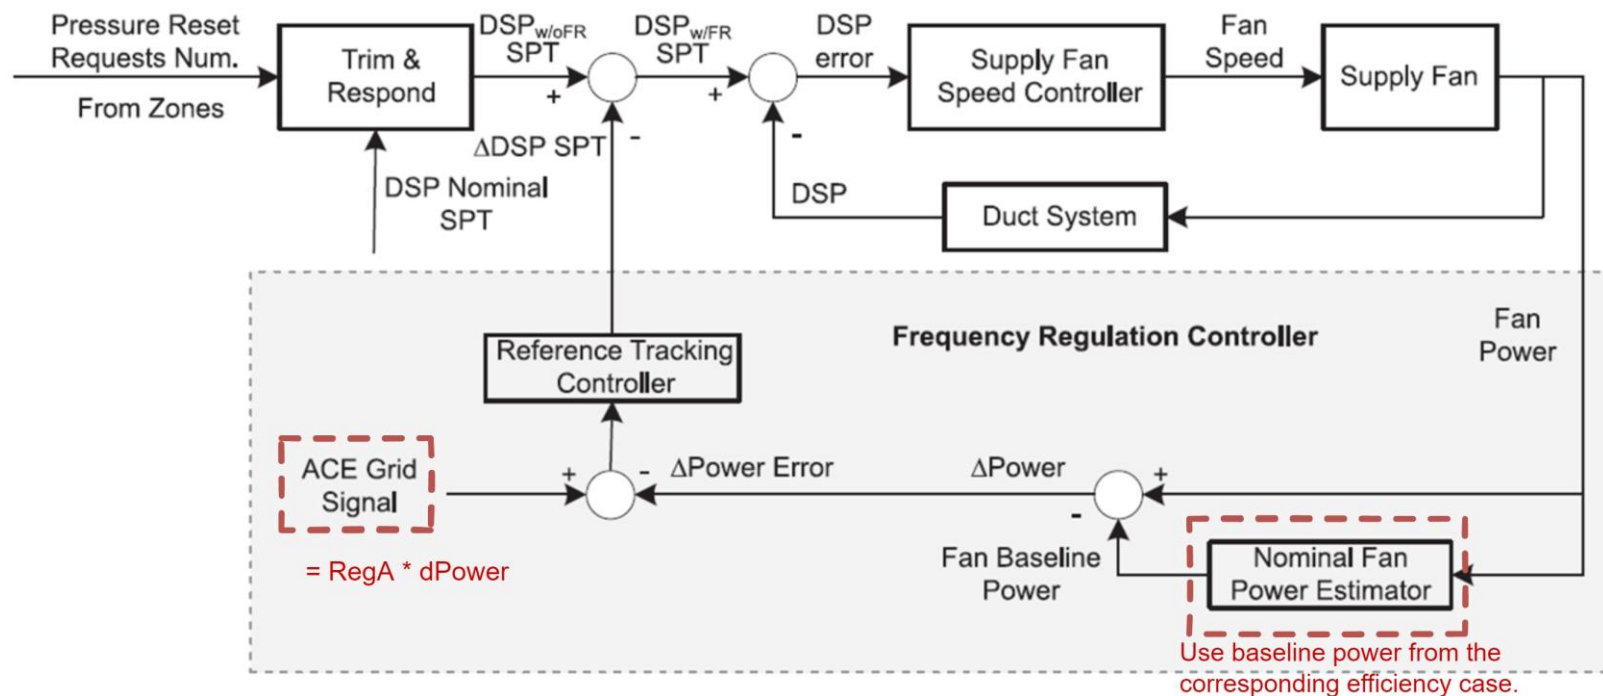 Pressure Reset
Requests Num.
From Zones
Trim &
Respond
DSP Nominal
SPT
DSPw/oFR
SPT
+
ΔDSP SPT
-
DSPw/FR
SPT
+
-
DSP
error
Supply Fan
Speed Controller
Fan
Speed
Supply Fan
DSP
Duct System
Frequency Regulation Controller
Fan
Power
Reference Tracking
Controller
ACE Grid
Signal
+
-
ΔPower Error
ΔPower
+
-
= RegA * dPower
Fan Baseline
Power
Nominal Fan
Power Estimator
Use baseline power from the
corresponding efficiency case.